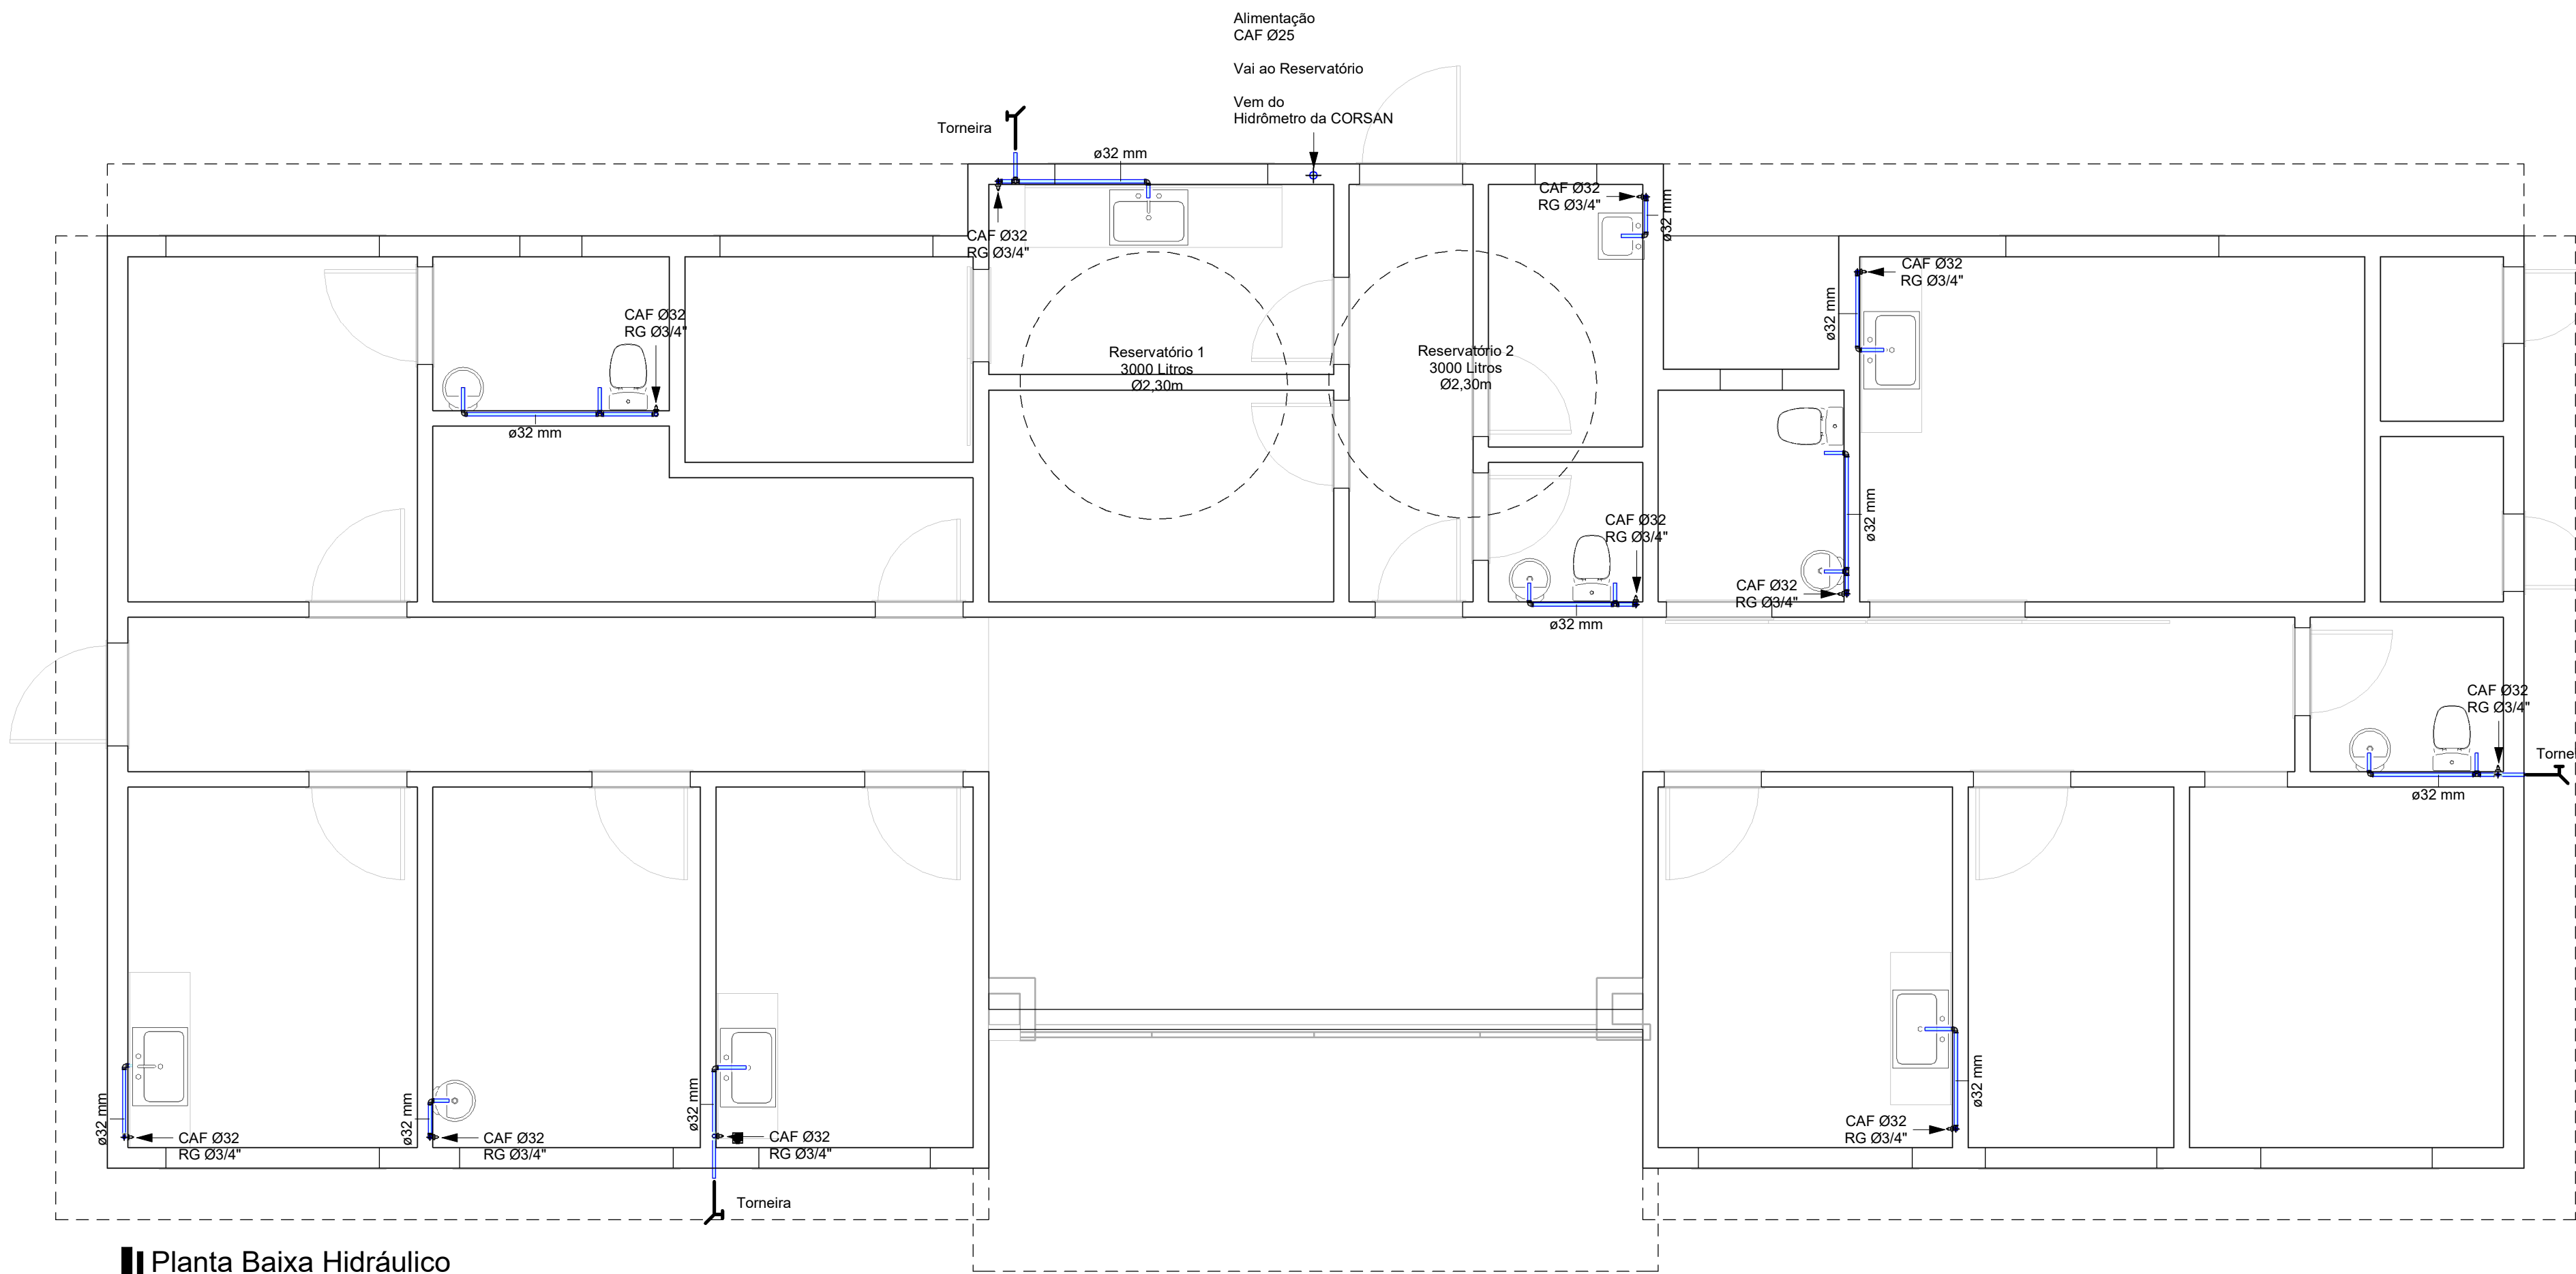 Alimentação
CAF Ø25
Vai ao Reservatório
Vem do
Hidrômetro da CORSAN
Torneira
ø32 mm
CAF Ø32
RG Ø3/4"
CAF Ø32
RG Ø3/4"
ø32 mm
CAF Ø32
RG Ø3/4"
ø32 mm
CAF Ø32
RG Ø3/4"
ø32 mm
Reservatório 1
3000 Litros
Ø2,30m
Reservatório 2
3000 Litros
Ø2,30m
CAF Ø32
RG Ø3/4"
ø32 mm
ø32 mm
CAF Ø32
RG Ø3/4"
CAF Ø32
RG Ø3/4"
ø32 mm
Torne
ø32 mm
ø32 mm
CAF Ø32
RG Ø3/4"
ø32 mm
CAF Ø32
RG Ø3/4"
ø32 mm
CAF Ø32
RG Ø3/4"
CAF Ø32
RG Ø3/4"
ø32 mm
Torneira
Planta Baixa Hidráulico